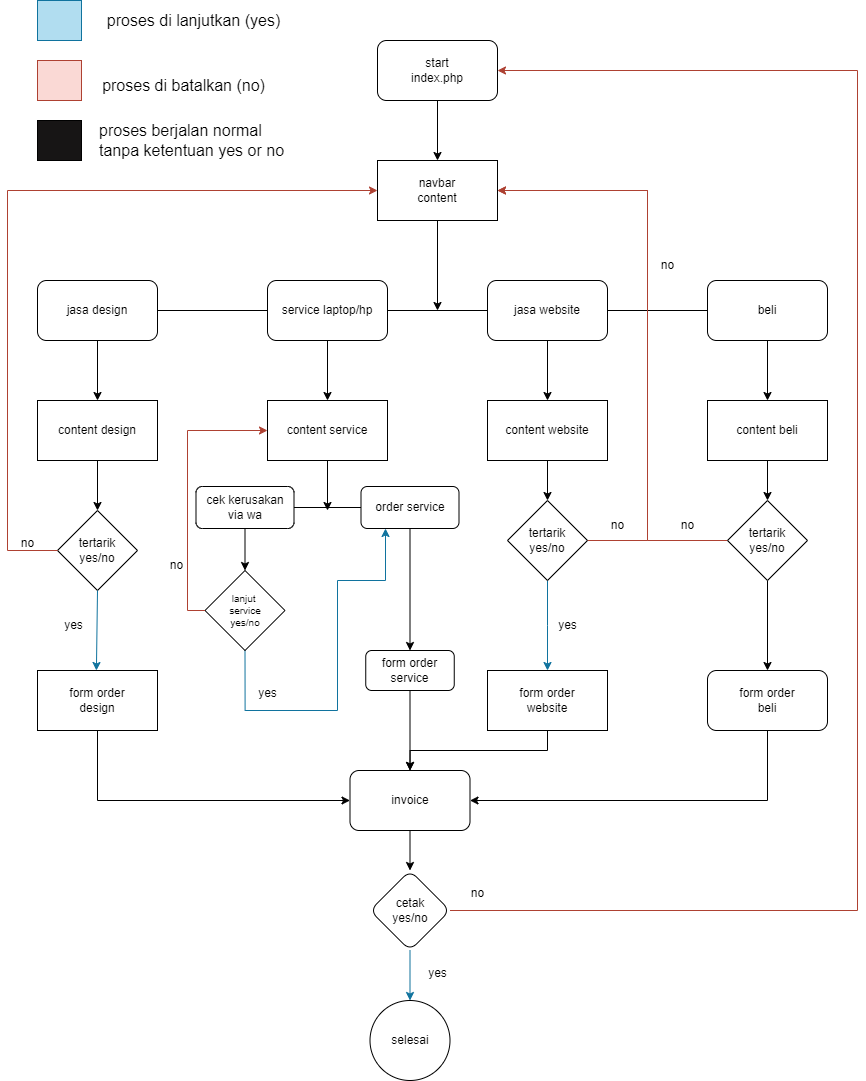 proses di lanjutkan (yes)
proses di batalkan (no)
proses berjalan normal
tanpa ketentuan yes or no
start
index.php
navbar
content
no
jasa design
service laptop/hp
jasa website
beli
content design
content service
content website
content beli
cek kerusakan
via wa
order service
tertarik
yes/no
no
tertarik
yes/no
no
no
tertarik
yes/no
no
lanjut
service
yes/no
yes
yes
yes
form order
design
form order
service
form order
website
form order
beli
invoice
cetak
yes/no
no
yes
selesai